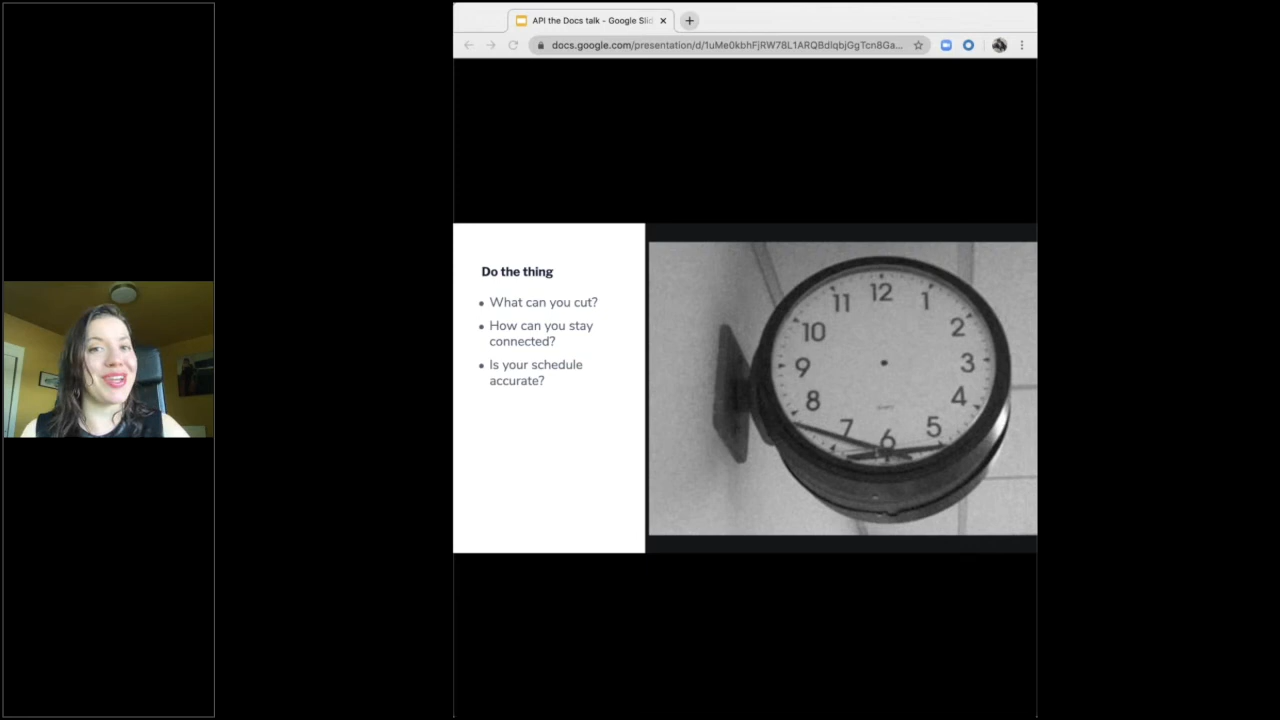 API the Docs talk - Google Slid
docs.google.com/presentation/d/1uMe0kbhFjRW78L1ARQBdlqbjGgTcn8Ga...
Do the thing
• What can you cut?
• How can you stay
connected?
• Is your schedule
accurate?
12
11
1
10
2
9
3
8
4
7
6
5